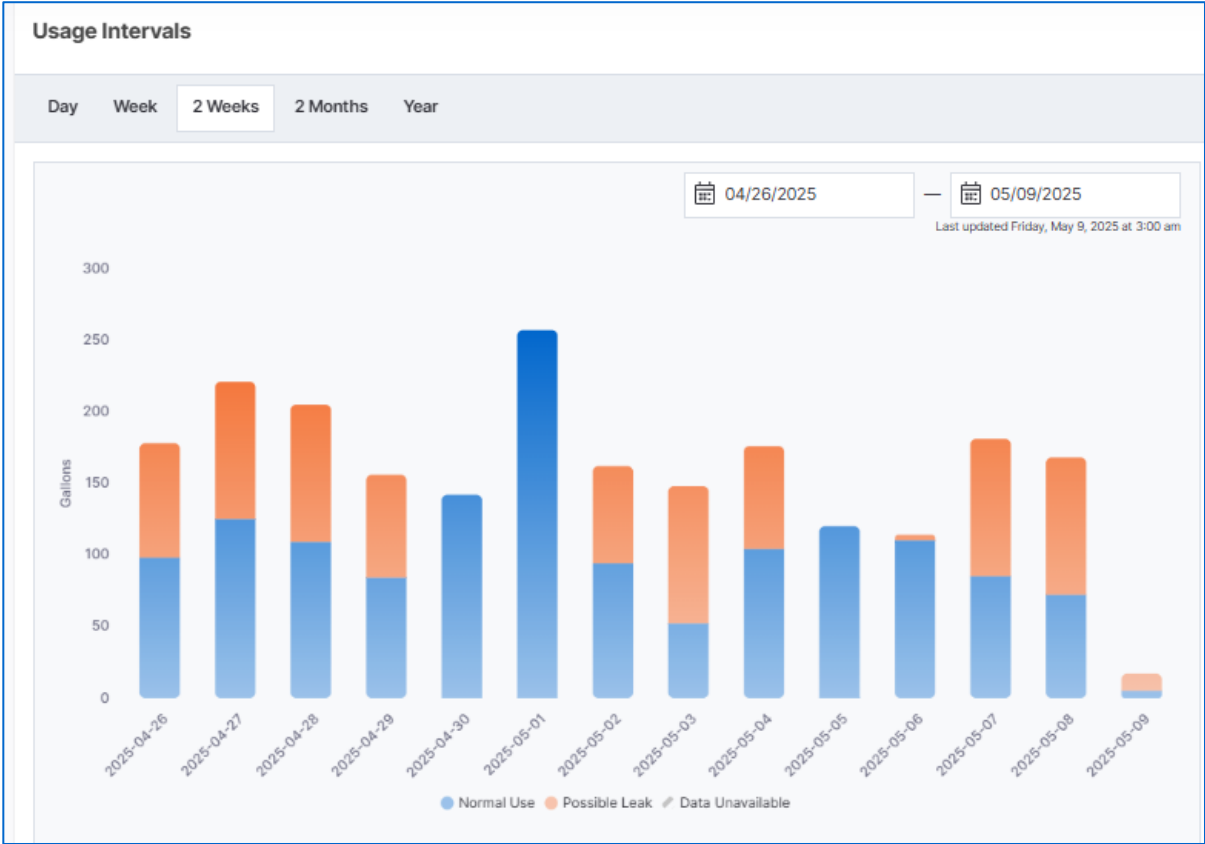 Usage Intervals
Day Week 2 Weeks 2 Months Year
04/26/2025 — 05/09/2025
Last updated Friday, May 9, 2025 at 3:00 am
300
250
200
150
100
50
0
Gallons
2025-04-26 2025-04-27 2025-04-28 2025-04-29 2025-04-30 2025-05-01 2025-05-02 2025-05-03 2025-05-04 2025-05-05 2025-05-06 2025-05-07 2025-05-08 2025-05-09
Normal Use Possible Leak Data Unavailable